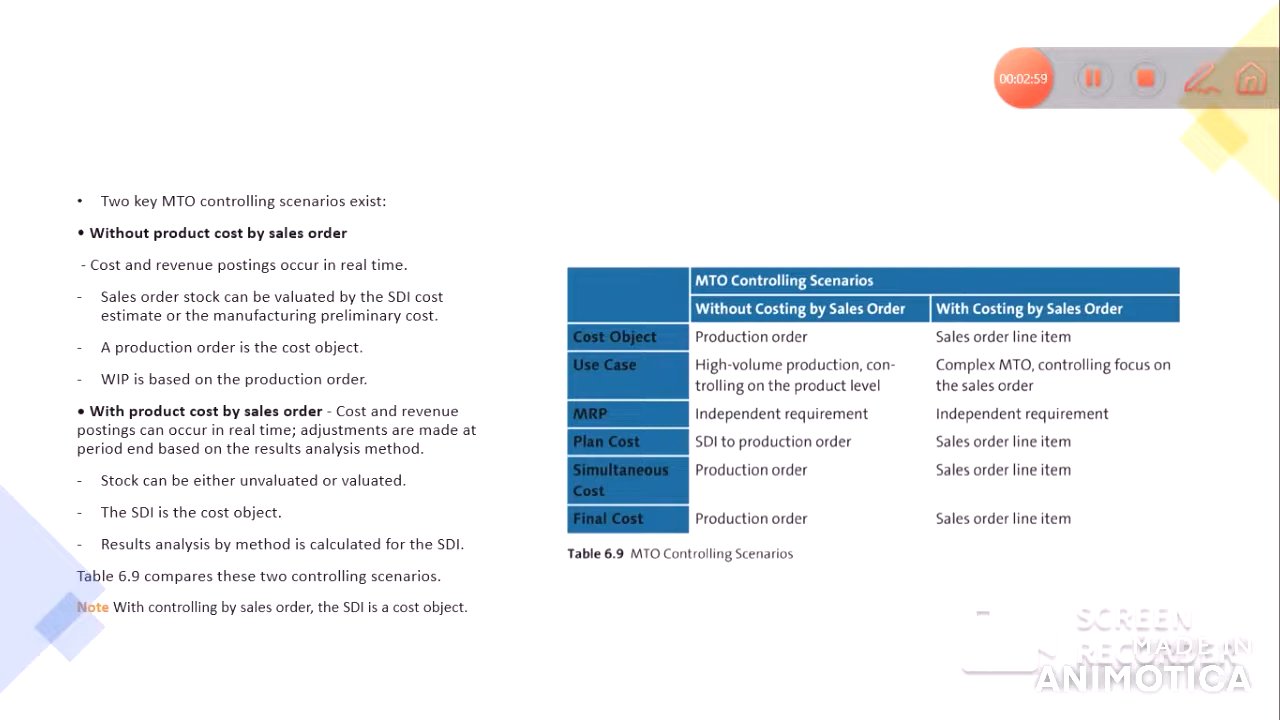 00:02:59
• Two key MTO controlling scenarios exist:
• Without product cost by sales order
- Cost and revenue postings occur in real time.
- Sales order stock can be valuated by the SDI cost
estimate or the manufacturing preliminary cost.
- A production order is the cost object.
- WIP is based on the production order.
• With product cost by sales order - Cost and revenue
postings can occur in real time; adjustments are made at
period end based on the results analysis method.
- Stock can be either unvaluated or valuated.
- The SDI is the cost object.
- Results analysis by method is calculated for the SDI.
Table 6.9 compares these two controlling scenarios.
Note With controlling by sales order, the SDI is a cost object.
MTO Controlling Scenarios
Without Costing by Sales Order With Costing by Sales Order
Cost Object Production order Sales order line item
Use Case High-volume production, con- Complex MTO, controlling focus on
trolling on the product level the sales order
MRP Independent requirement Independent requirement
Plan Cost SDI to production order Sales order line item
Simultaneous Production order Sales order line item
Cost
Final Cost Production order Sales order line item
Table 6.9 MTO Controlling Scenarios
SCREEN
RECORDER
MADE IN
ANIMOTICA